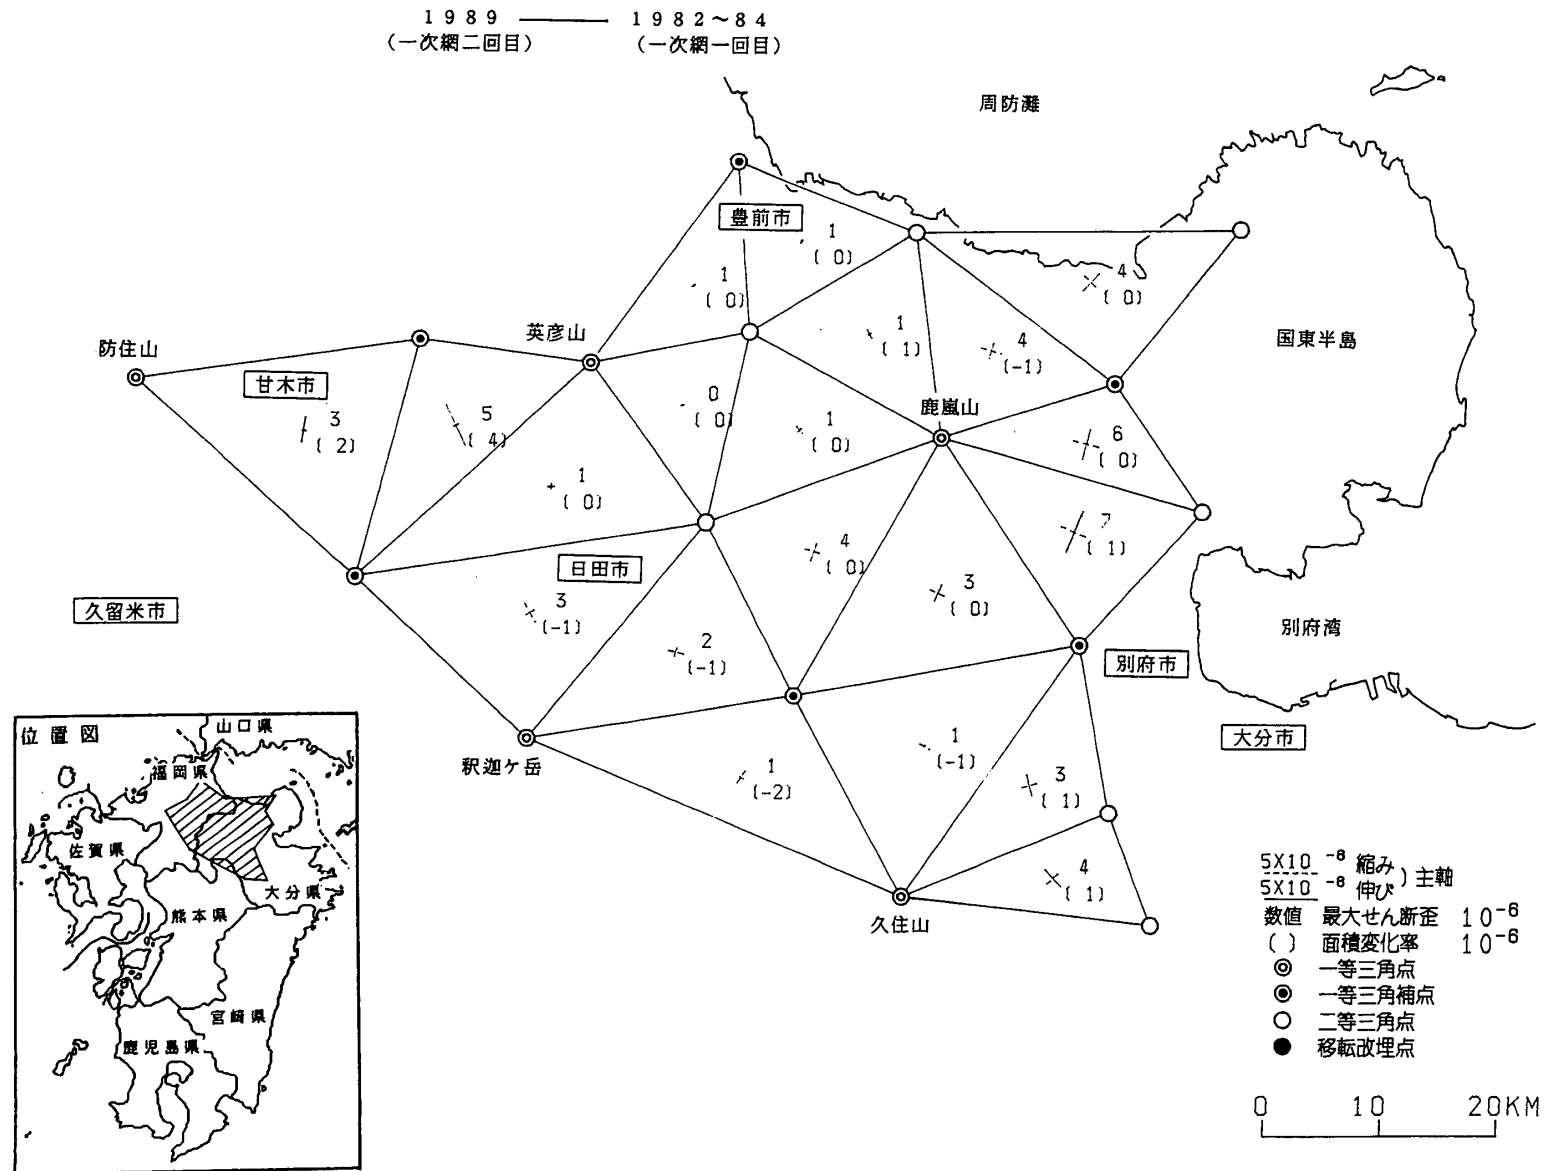 1989 ――― 1982～84
(一次網二回目) (一次網一回目)
周防灘
豊前市
1
( 0)
1
( 0)
4
( 0)
英彦山
防住山
国東半島
1
( 1)
4
(-1)
甘木市
3
( 2)
5
( 4)
0
( 0)
1
( 0)
鹿嵐山
6
( 0)
1
( 0)
7
( 1)
4
( 0)
日田市
久留米市
3
(-1)
3
( 0)
別府湾
2
(-1)
別府市
大分市
釈迦ケ岳
1
(-2)
1
(-1)
3
( 1)
4
( 1)
久住山
位置図
山口県
福岡県
佐賀県
大分県
熊本県
宮崎県
鹿児島県
5X10 -6 縮み
5X10 -6 伸び ) 主軸
数値 最大せん断歪 10-6
( ) 面積変化率 10-6
一等三角点
一等三角補点
二等三角点
移転改埋点
0 10 20KM